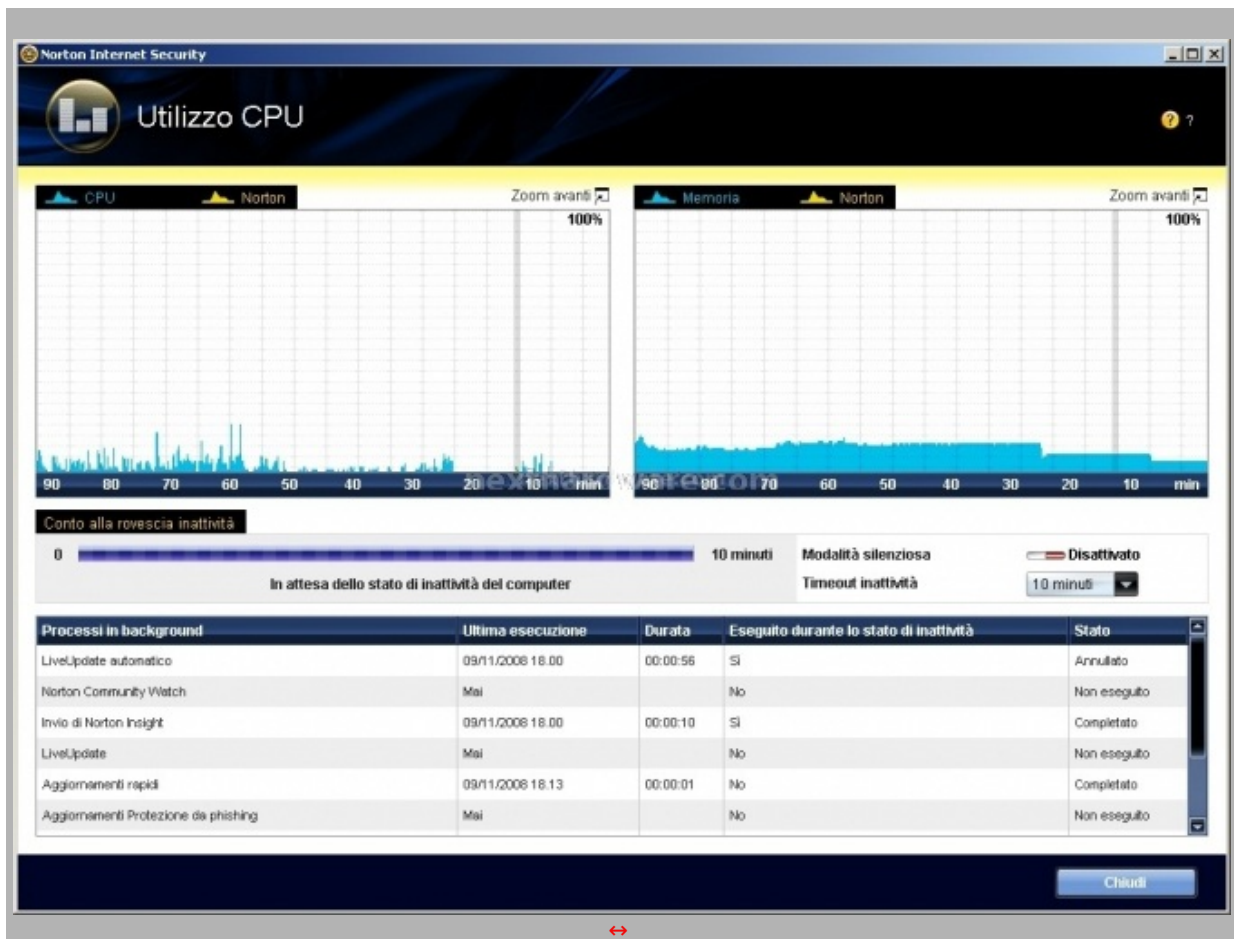 Norton Internet Security
Utilizzo CPU
?
CPU Norton Zoom avanti
100%
90 80 70 60 50 40 30 20 10 min
Memoria Norton Zoom avanti
100%
90 80 70 60 50 40 30 20 10 min
Conto alla rovescia inattività
0 10 minuti
In attesa dello stato di inattività del computer
Modalità silenziosa Disattivato
Timeout inattività 10 minuti
Processi in background Ultima esecuzione Durata Eseguito durante lo stato di inattività Stato
LiveUpdate automatico 09/11/2008 18.00 00:00:56 Sì Annullato
Norton Community Watch Mai No Non eseguito
Invio di Norton Insight 09/11/2008 18.00 00:00:10 Sì Completato
LiveUpdate Mai No Non eseguito
Aggiornamenti rapidi 09/11/2008 18.13 00:00:01 No Completato
Aggiornamenti Protezione da phishing Mai No Non eseguito
Chiudi